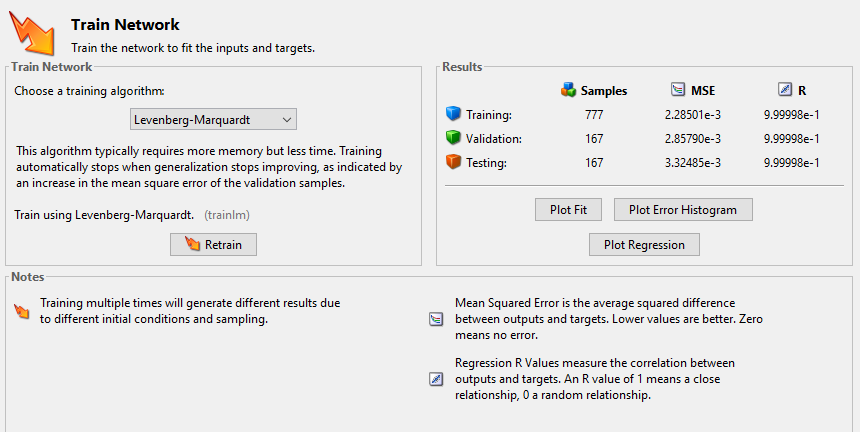 Train Network
Train the network to fit the inputs and targets.
Train Network
Choose a training algorithm:
Levenberg-Marquardt
This algorithm typically requires more memory but less time. Training
automatically stops when generalization stops improving, as indicated by
an increase in the mean square error of the validation samples.
Train using Levenberg-Marquardt. (trainlm)
Retrain
Results
Samples MSE R
Training: 777 2.28501e-3 9.99998e-1
Validation: 167 2.85790e-3 9.99998e-1
Testing: 167 3.32485e-3 9.99998e-1
Plot Fit Plot Error Histogram
Plot Regression
Notes
Training multiple times will generate different results due
to different initial conditions and sampling.
Mean Squared Error is the average squared difference
between outputs and targets. Lower values are better. Zero
means no error.
Regression R Values measure the correlation between
outputs and targets. An R value of 1 means a close
relationship, 0 a random relationship.